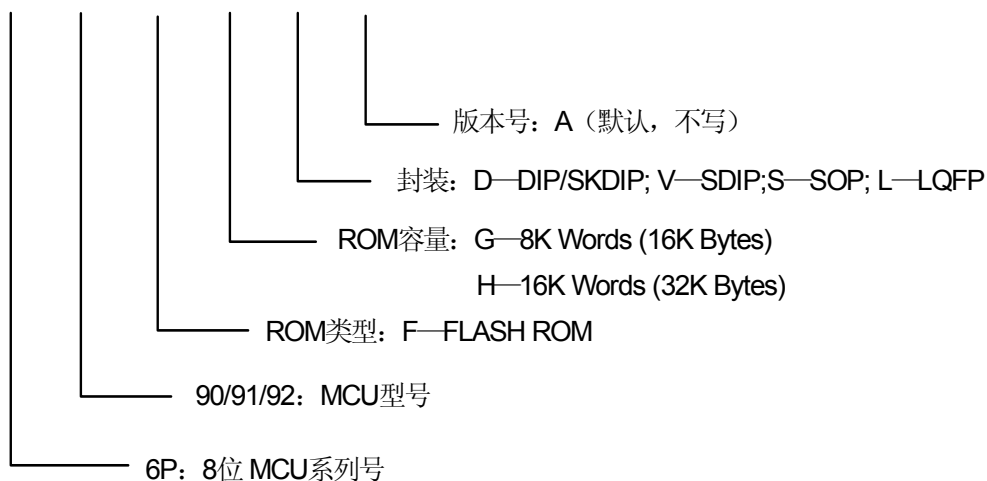 版本号：A（默认，不写）
封装：D—DIP/SKDIP; V—SDIP;S—SOP; L—LQFP
ROM容量：G—8K Words (16K Bytes)
H—16K Words (32K Bytes)
ROM类型：F—FLASH ROM
90/91/92：MCU型号
6P：8位 MCU系列号